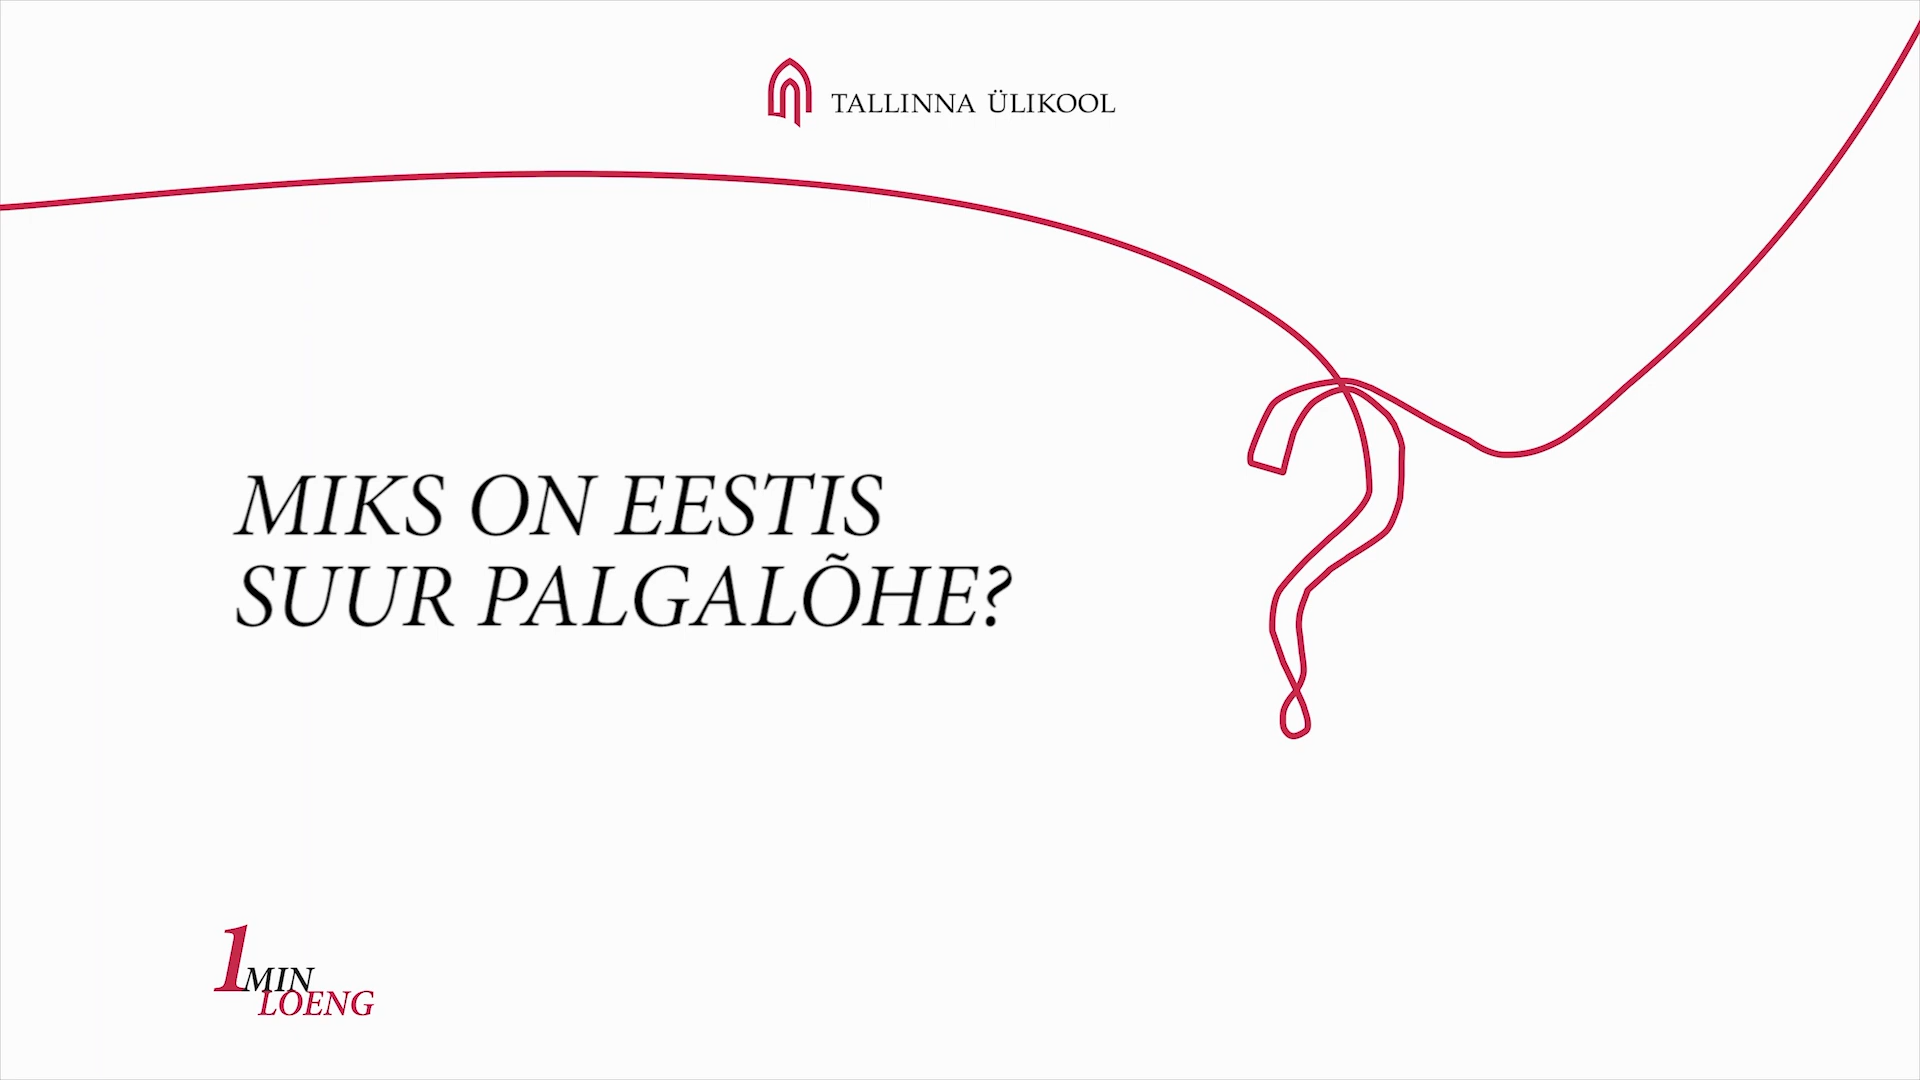 TALLINNA ÜLIKOOL
MIKS ON EESTIS
SUUR PALGALÕHE?
1 MIN
LOENG